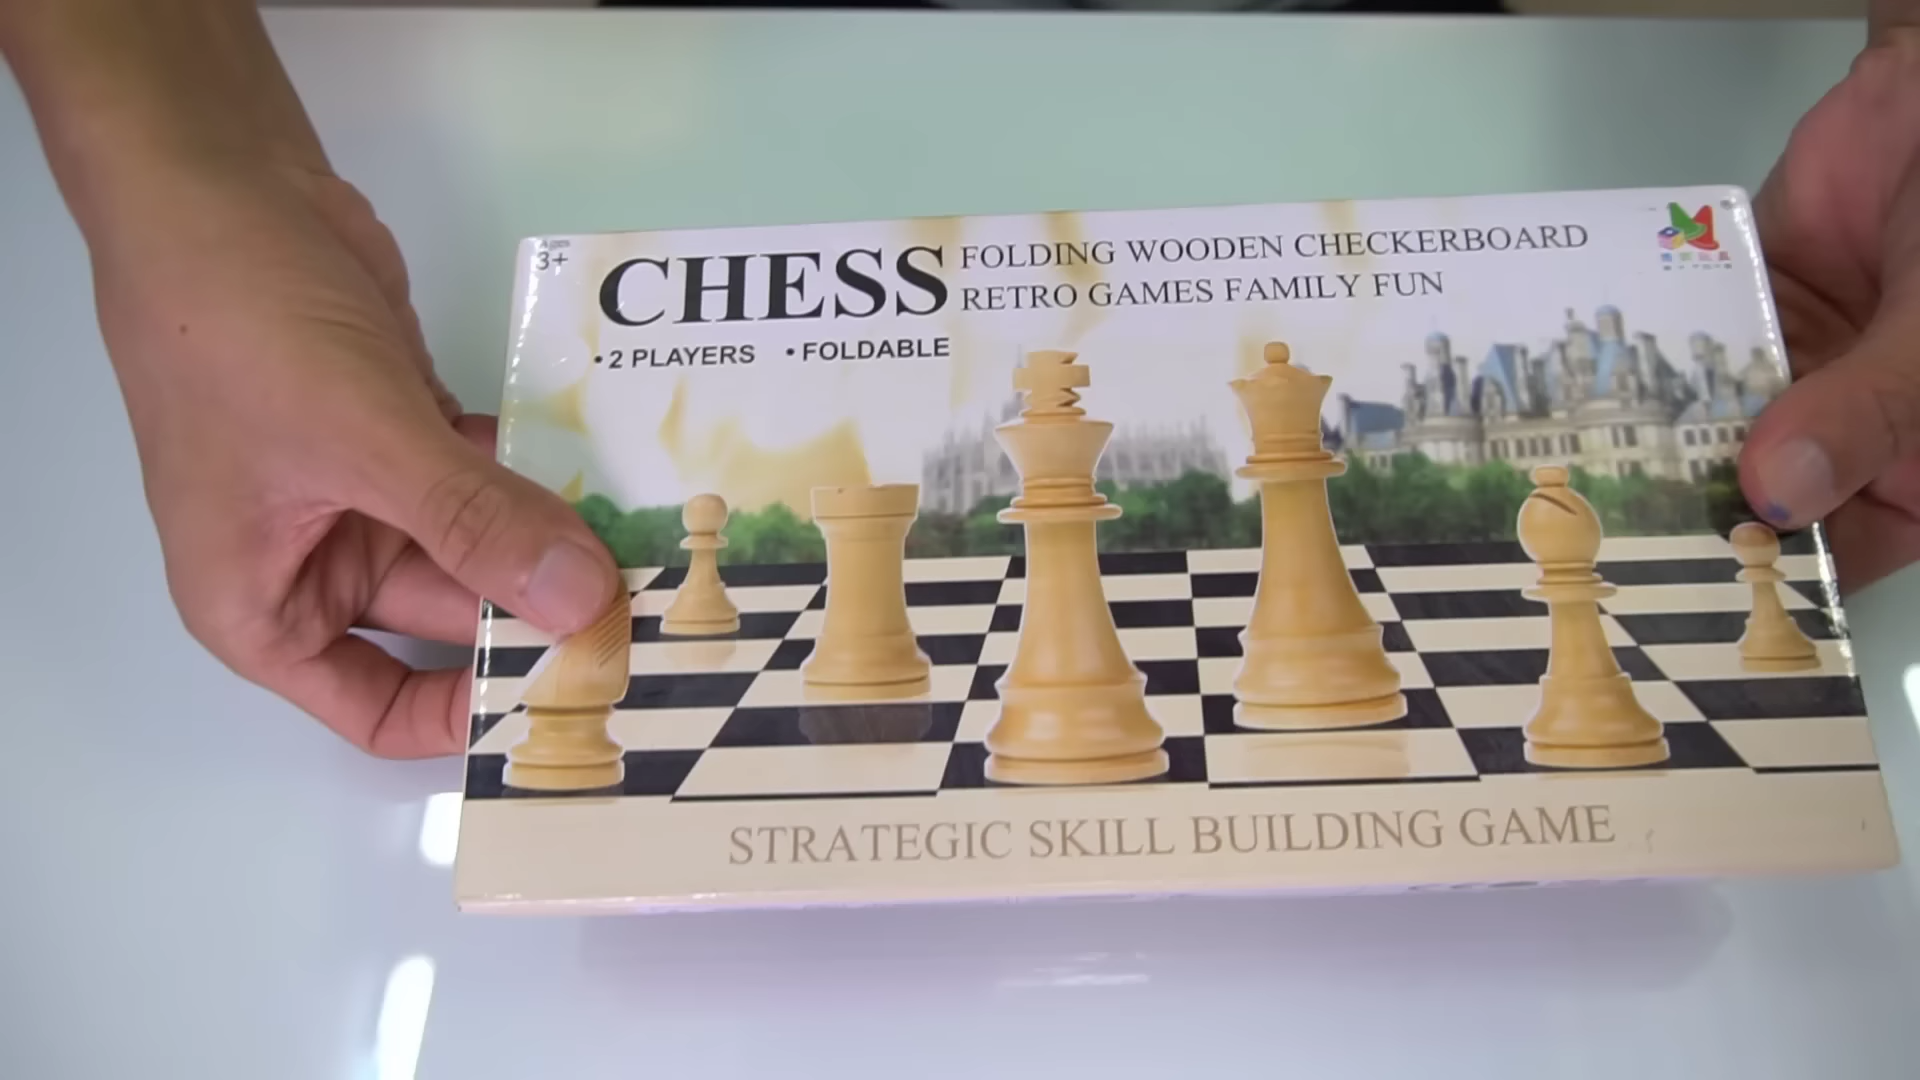 Ages
3+
CHESS
FOLDING WOODEN CHECKERBOARD
RETRO GAMES FAMILY FUN
• 2 PLAYERS • FOLDABLE
STRATEGIC SKILL BUILDING GAME